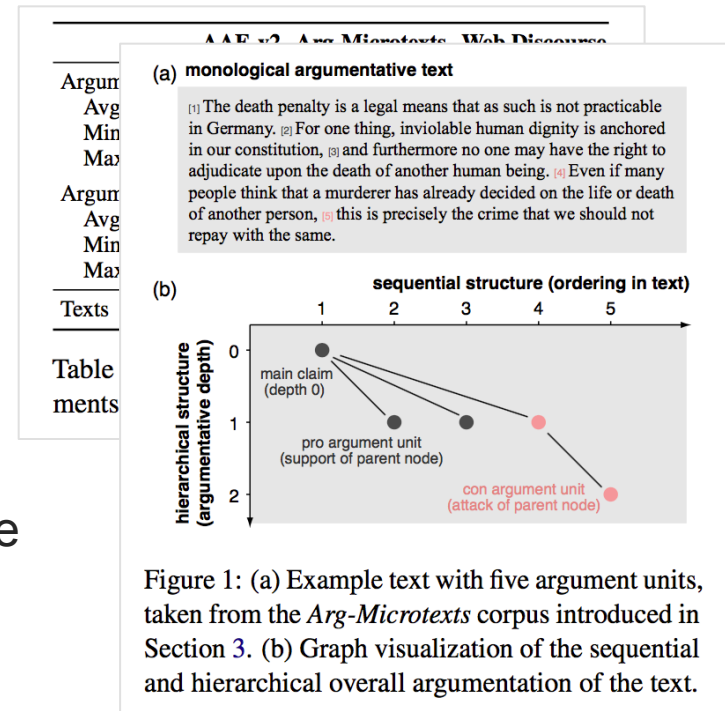 AAE-v2 Arg-Microtexts Web Discourse
Argum
Avg
Min
Max
Argum
Avg
Min
Max
Texts
Table
ments
e
(a) monological argumentative text
[1] The death penalty is a legal means that as such is not practicable
in Germany. [2] For one thing, inviolable human dignity is anchored
in our constitution, [3] and furthermore no one may have the right to
adjudicate upon the death of another human being. [4] Even if many
people think that a murderer has already decided on the life or death
of another person, [5] this is precisely the crime that we should not
repay with the same.
(b)
sequential structure (ordering in text)
1 2 3 4 5
hierarchical structure
(argumentative depth)
0
main claim
(depth 0)
1
pro argument unit
(support of parent node)
2
con argument unit
(attack of parent node)
Figure 1: (a) Example text with five argument units,
taken from the Arg-Microtexts corpus introduced in
Section 3. (b) Graph visualization of the sequential
and hierarchical overall argumentation of the text.